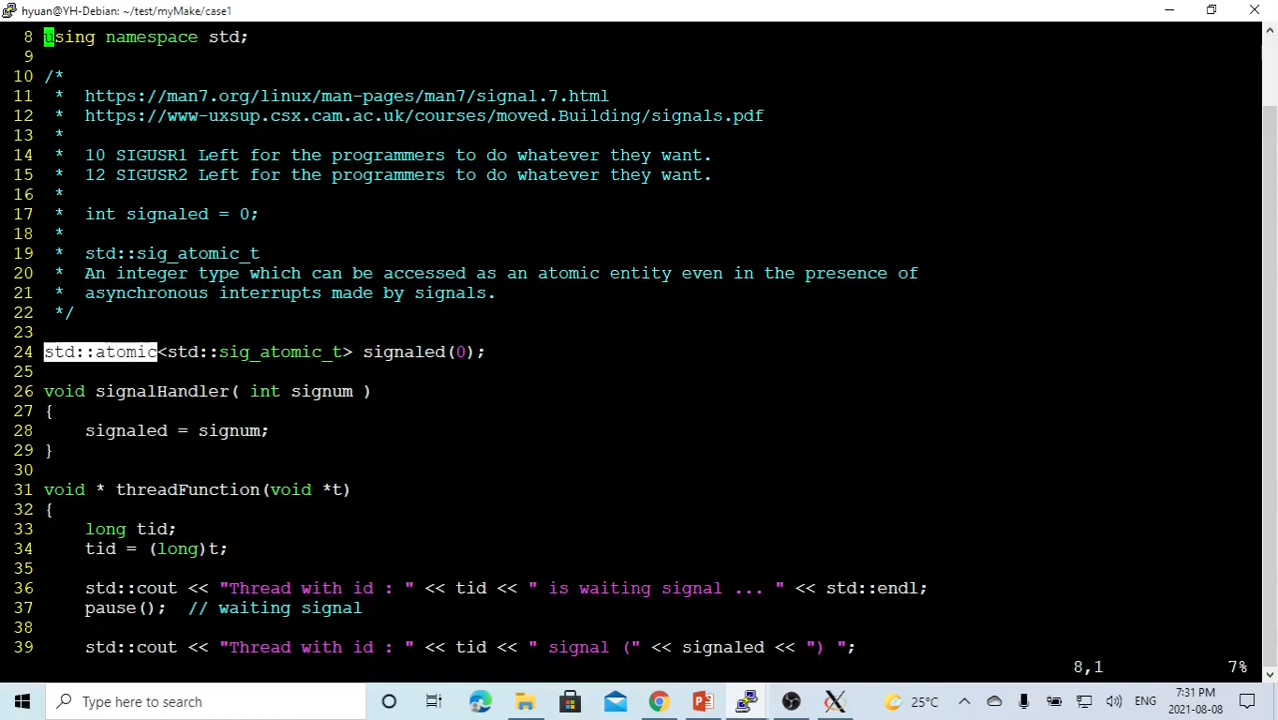 hyuan@YH-Debian: ~/test/myMake/case1
8 using namespace std;
9
10 /*
11  *  https://man7.org/linux/man-pages/man7/signal.7.html
12  *  https://www-uxsup.csx.cam.ac.uk/courses/moved.Building/signals.pdf
13  *
14  *  10 SIGUSR1 Left for the programmers to do whatever they want.
15  *  12 SIGUSR2 Left for the programmers to do whatever they want.
16  *
17  *  int signaled = 0;
18  *
19  *  std::sig_atomic_t
20  *  An integer type which can be accessed as an atomic entity even in the presence of
21  *  asynchronous interrupts made by signals.
22  */
23
24 std::atomic<std::sig_atomic_t> signaled(0);
25
26 void signalHandler( int signum )
27 {
28     signaled = signum;
29 }
30
31 void * threadFunction(void *t)
32 {
33     long tid;
34     tid = (long)t;
35
36     std::cout << "Thread with id : " << tid << " is waiting signal ... " << std::endl;
37     pause();  // waiting signal
38
39     std::cout << "Thread with id : " << tid << " signal (" << signaled << ") ";
8,1 7%
Type here to search
25°C
ENG
7:31 PM
2021-08-08